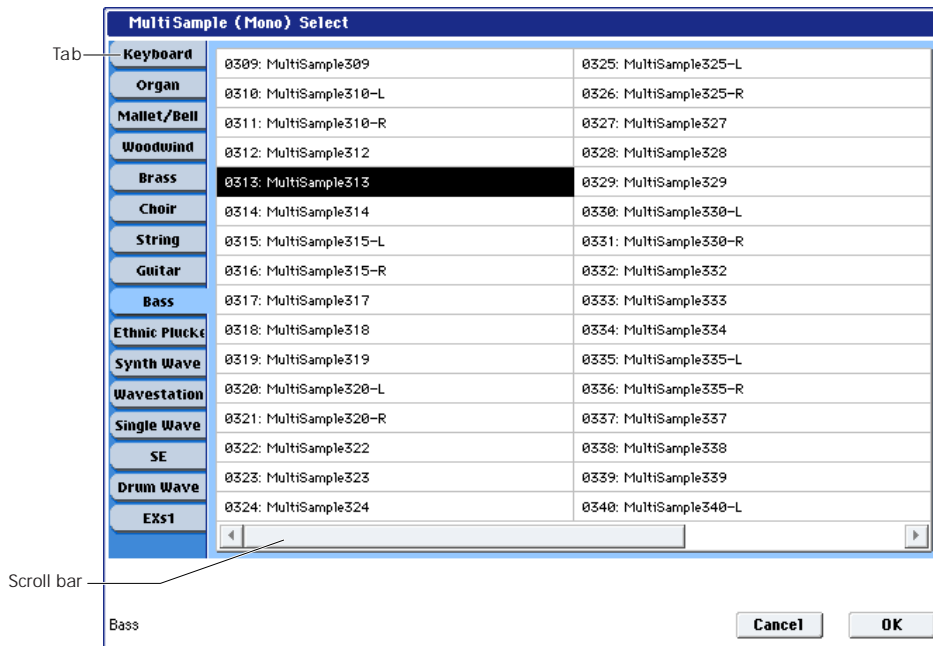 MultiSample (Mono) Select
Tab
Keyboard
Organ
Mallet/Bell
Woodwind
Brass
Choir
String
Guitar
Bass
Ethnic Plucke
Synth Wave
Wavestation
Single Wave
SE
Drum Wave
EXs1
0309: MultiSample309
0310: MultiSample310-L
0311: MultiSample310-R
0312: MultiSample312
0313: MultiSample313
0314: MultiSample314
0315: MultiSample315-L
0316: MultiSample315-R
0317: MultiSample317
0318: MultiSample318
0319: MultiSample319
0320: MultiSample320-L
0321: MultiSample320-R
0322: MultiSample322
0323: MultiSample323
0324: MultiSample324
0325: MultiSample325-L
0326: MultiSample325-R
0327: MultiSample327
0328: MultiSample328
0329: MultiSample329
0330: MultiSample330-L
0331: MultiSample330-R
0332: MultiSample332
0333: MultiSample333
0334: MultiSample334
0335: MultiSample335-L
0336: MultiSample335-R
0337: MultiSample337
0338: MultiSample338
0339: MultiSample339
0340: MultiSample340-L
Scroll bar
Bass
Cancel
OK